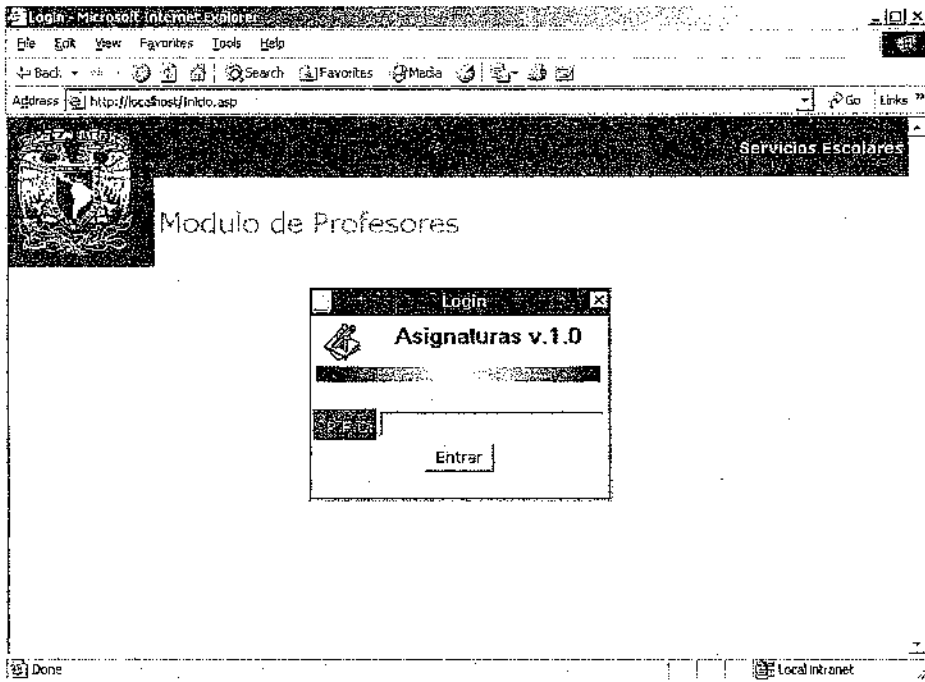 Login - Microsoft Internet Explorer
File Edit View Favorites Tools Help
Back Search Favorites Media
Address http://localhost/inicio.asp Go Links »
Servicios Escolares
Modulo de Profesores
Login
Asignaturas v.1.0
Entrar
Done Local intranet